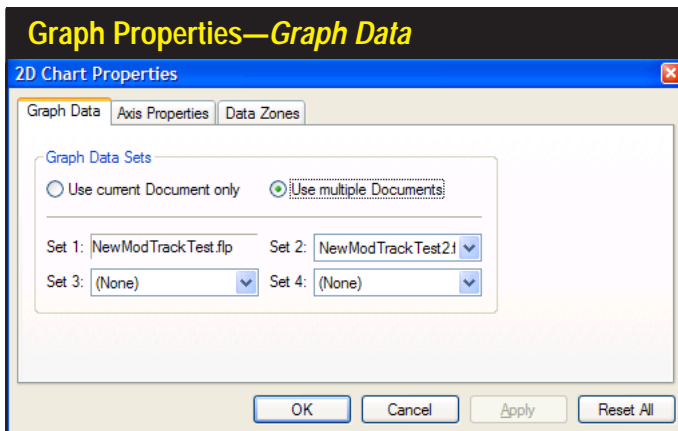 Graph Properties—Graph Data
2D Chart Properties
Graph Data Axis Properties Data Zones
Graph Data Sets
Use current Document only Use multiple Documents
Set 1: NewModTrackTest.flp Set 2: NewModTrackTest2.f
Set 3: (None) Set 4: (None)
OK Cancel Apply Reset All